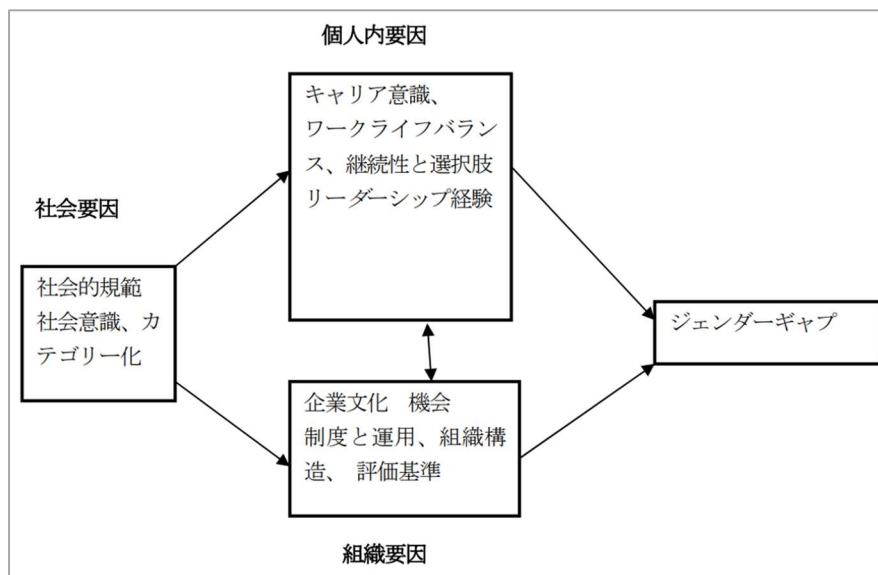 個人内要因
キャリア意識、
ワークライフバラン
ス、継続性と選択肢
リーダーシップ経験
社会要因
社会的規範
社会意識、カ
テゴリー化
ジェンダーギャプ
企業文化　機会
制度と運用、組織構
造、 評価基準
組織要因